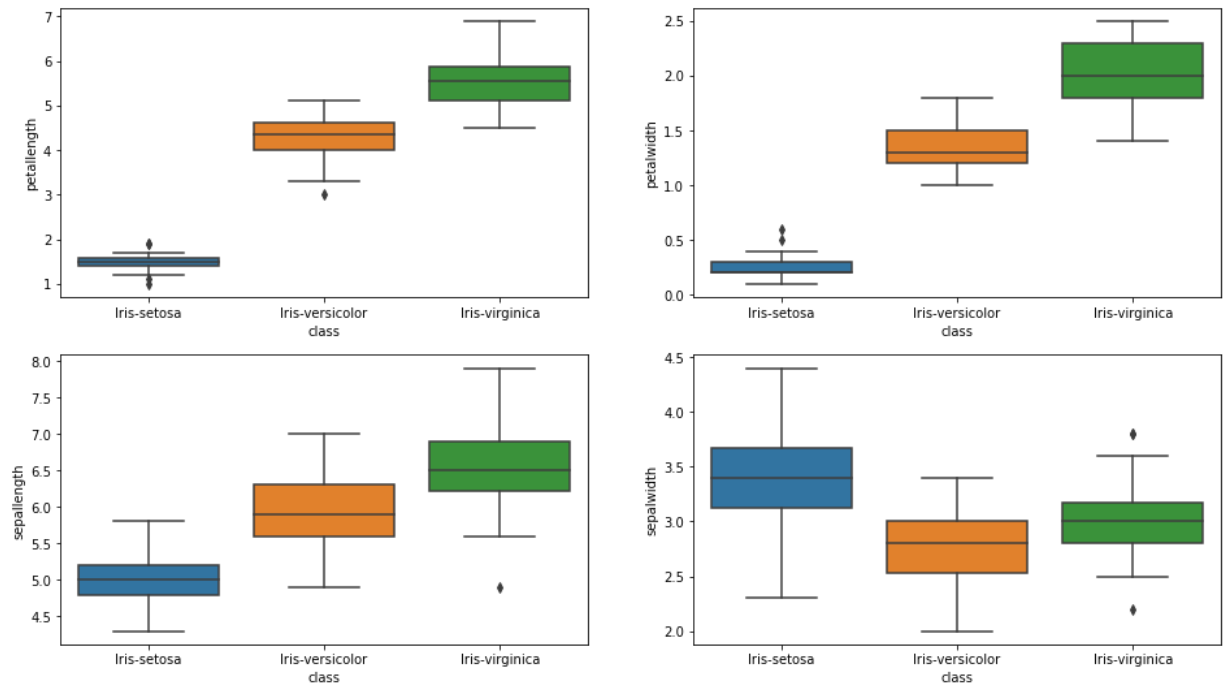 petallength
7
6
5
4
3
2
1
Iris-setosa Iris-versicolor Iris-virginica
class
petalwidth
2.5
2.0
1.5
1.0
0.5
0.0
Iris-setosa Iris-versicolor Iris-virginica
class
sepallength
8.0
7.5
7.0
6.5
6.0
5.5
5.0
4.5
Iris-setosa Iris-versicolor Iris-virginica
class
sepalwidth
4.5
4.0
3.5
3.0
2.5
2.0
Iris-setosa Iris-versicolor Iris-virginica
class